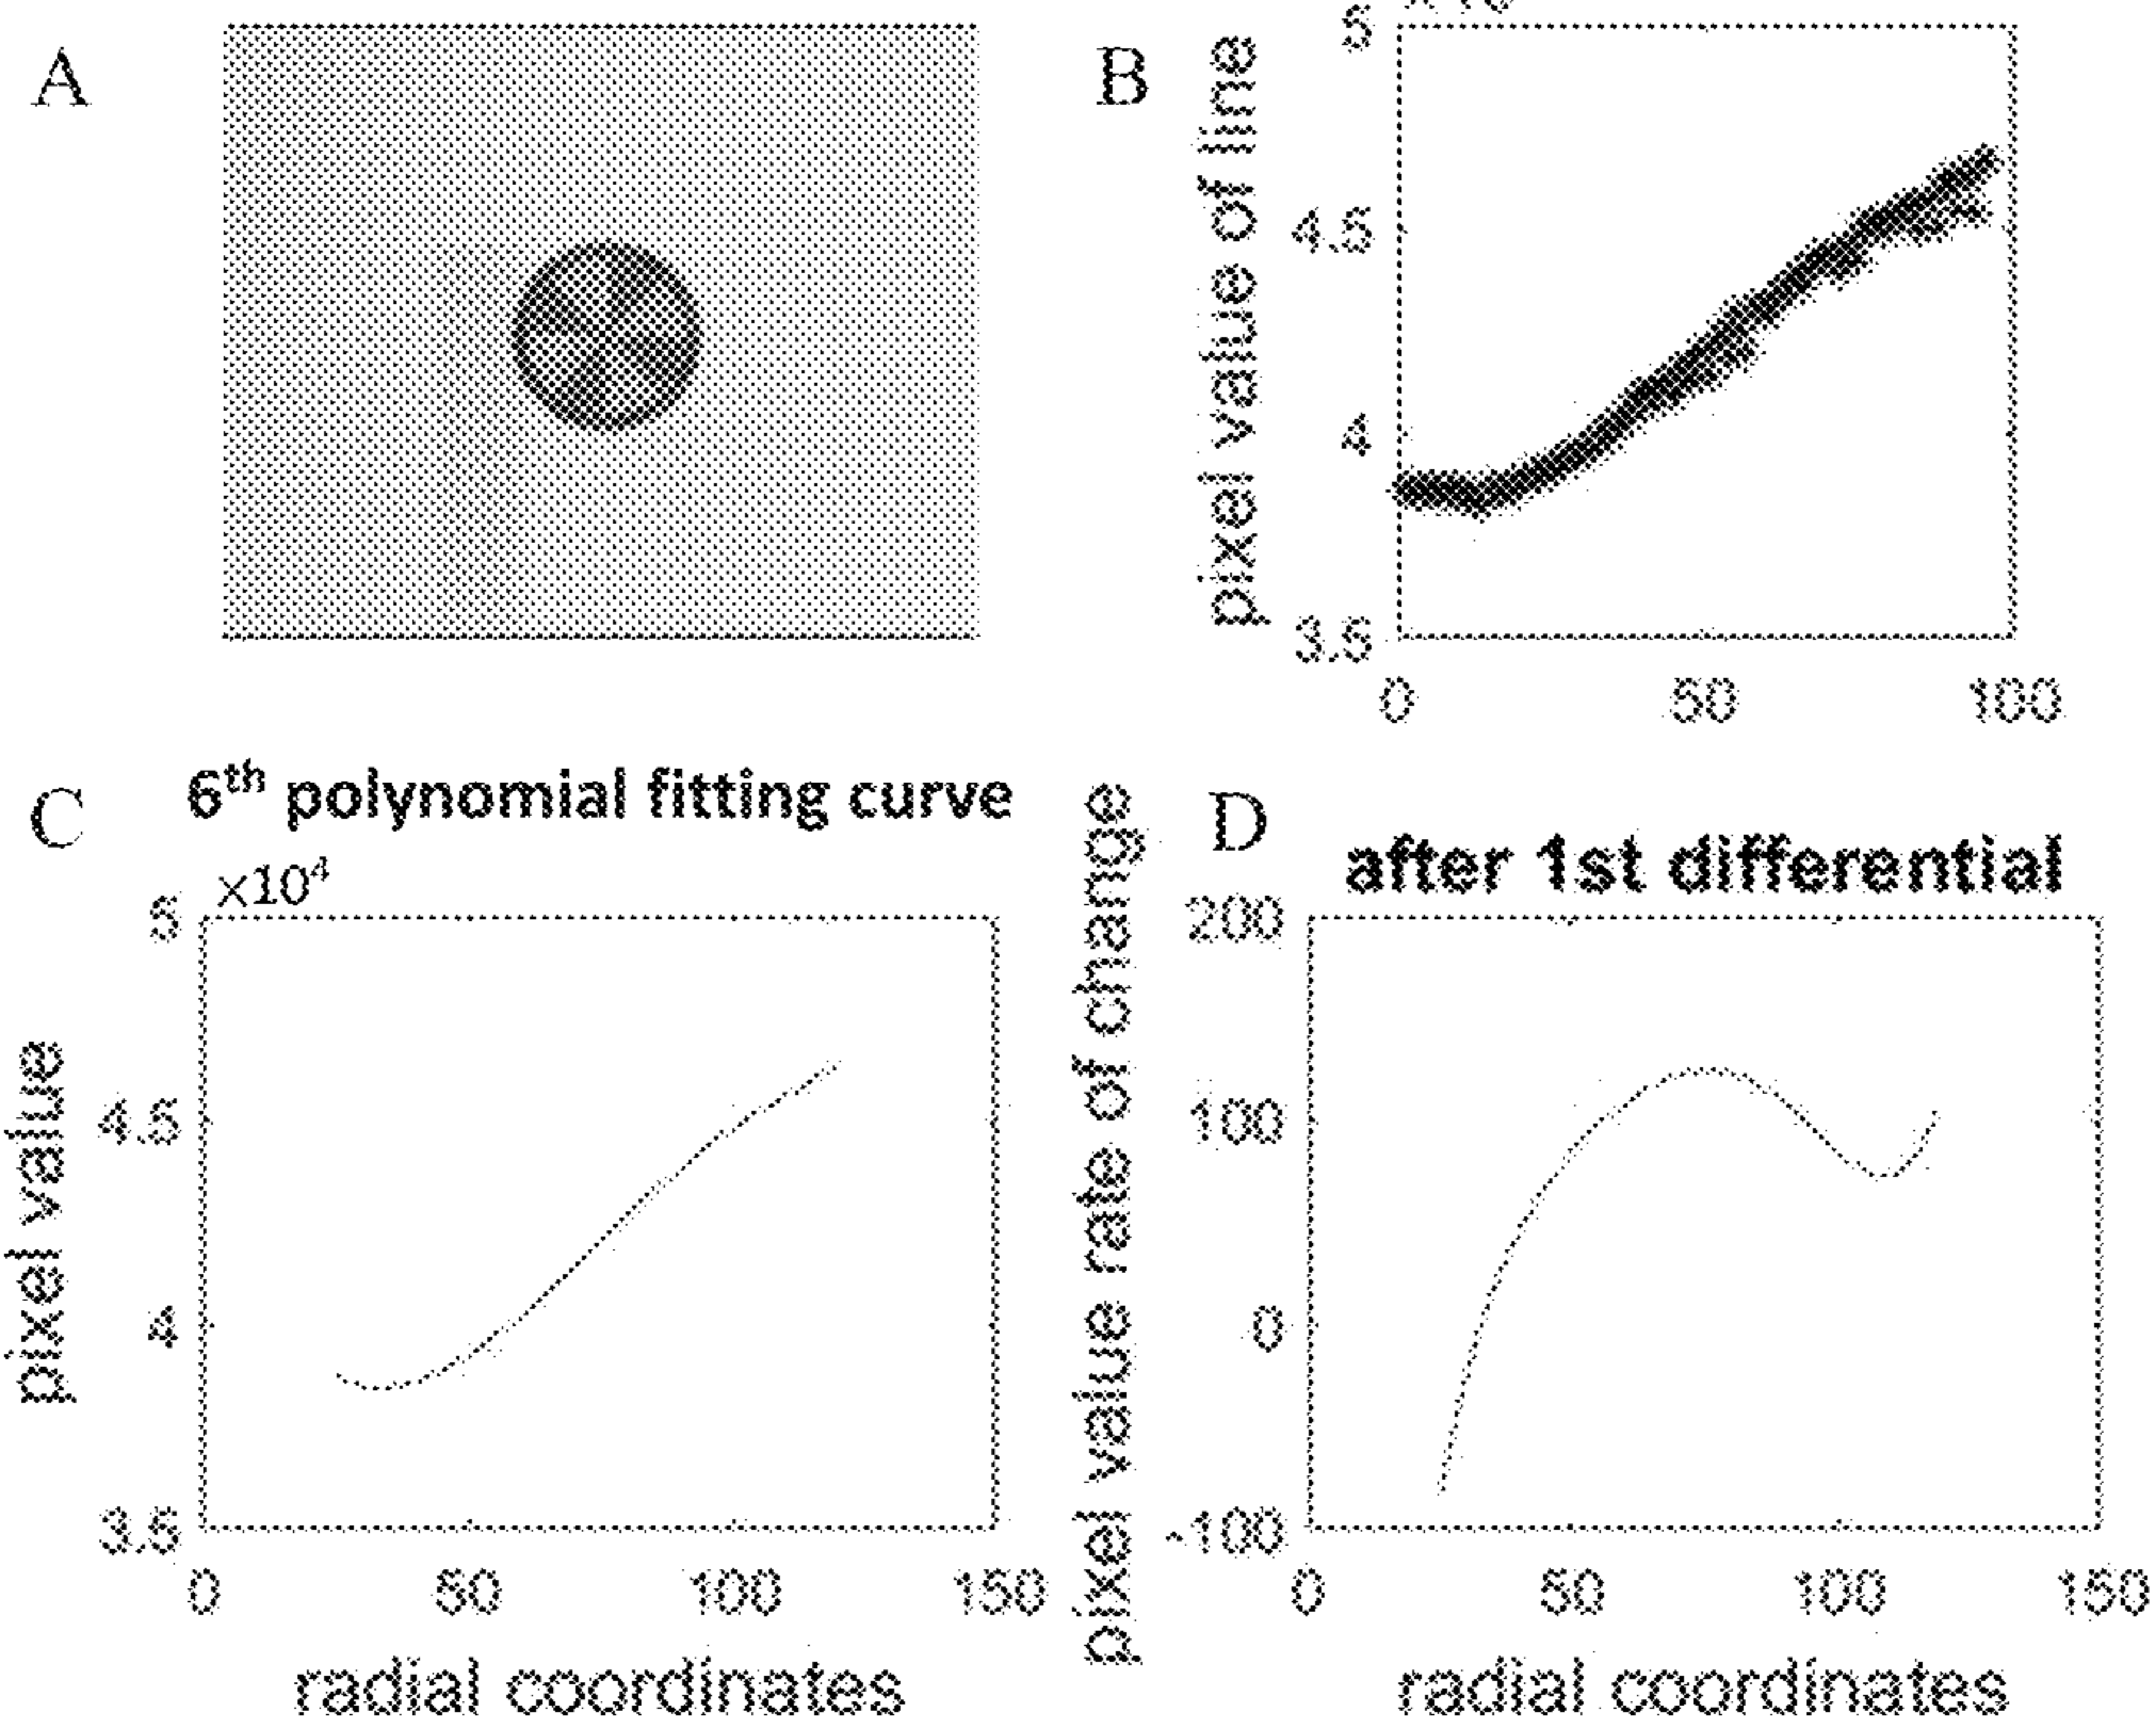 A
B
pixel value of line
5
4.5
4
3.5
0 50 100
C
6th polynomial fitting curve
×10⁴
pixel value
5
4.5
4
3.5
0 50 100 150
radial coordinates
D
after 1st differential
pixel value rate of change
200
100
0
-100
0 50 100 150
radial coordinates